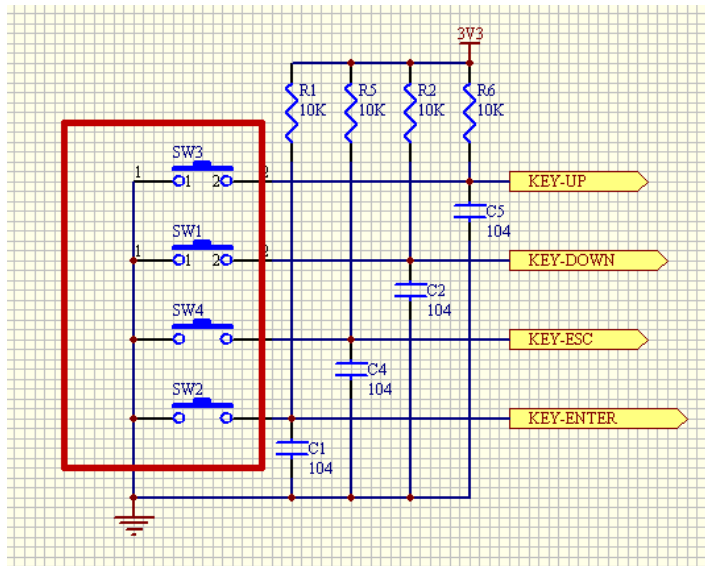 3V3
R1 R5 R2 R6
10K 10K 10K 10K
SW3
1 1 2 2 KEY-UP
C5
104
SW1
1 1 2 2 KEY-DOWN
C2
104
SW4
KEY-ESC
C4
104
SW2
KEY-ENTER
C1
104